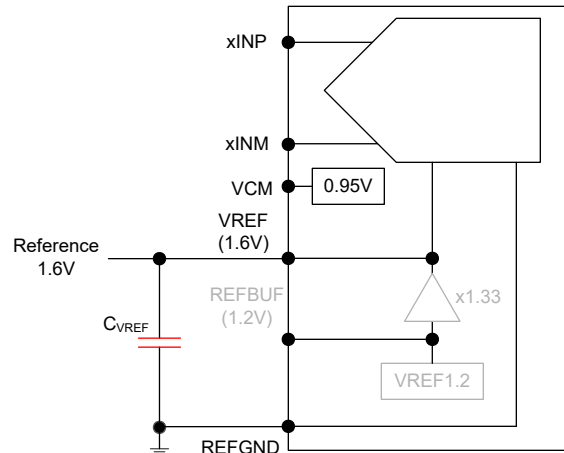 xINP
xINM
VCM
0.95V
VREF
(1.6V)
Reference
1.6V
REFBUF
(1.2V)
x1.33
CVREF
VREF1.2
REFGND